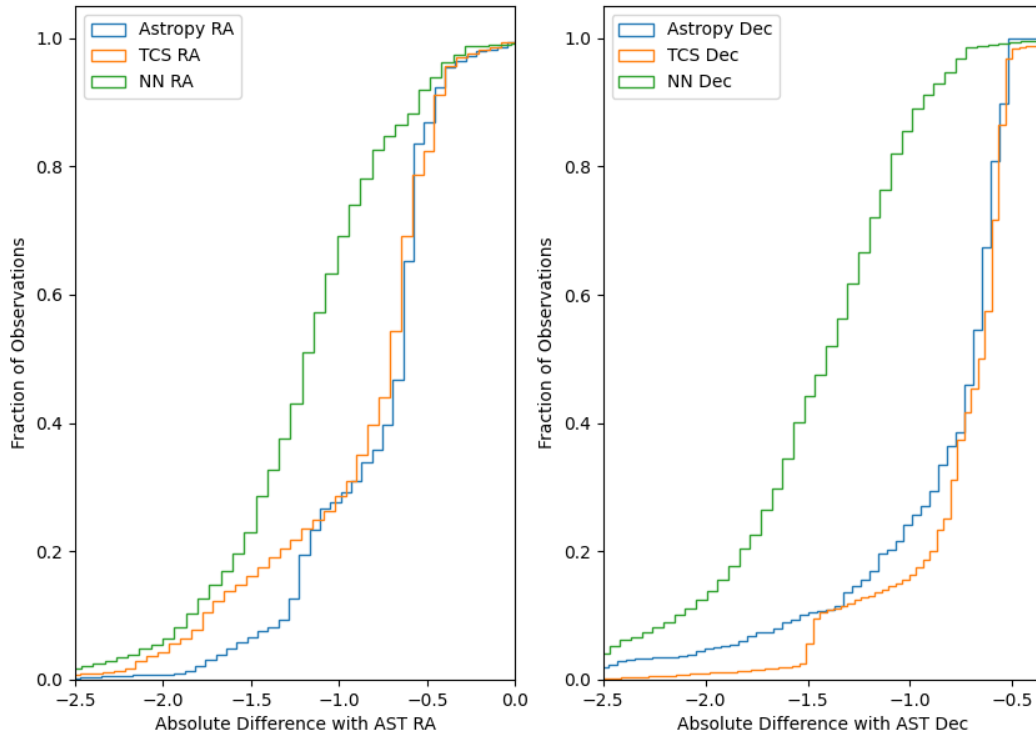 Astropy RA
TCS RA
NN RA
1.0
0.8
0.6
0.4
0.2
0.0
Fraction of Observations
−2.5
−2.0
−1.5
−1.0
−0.5
0.0
Absolute Difference with AST RA
Astropy Dec
TCS Dec
NN Dec
1.0
0.8
0.6
0.4
0.2
0.0
Fraction of Observations
−2.5
−2.0
−1.5
−1.0
−0.5
Absolute Difference with AST Dec